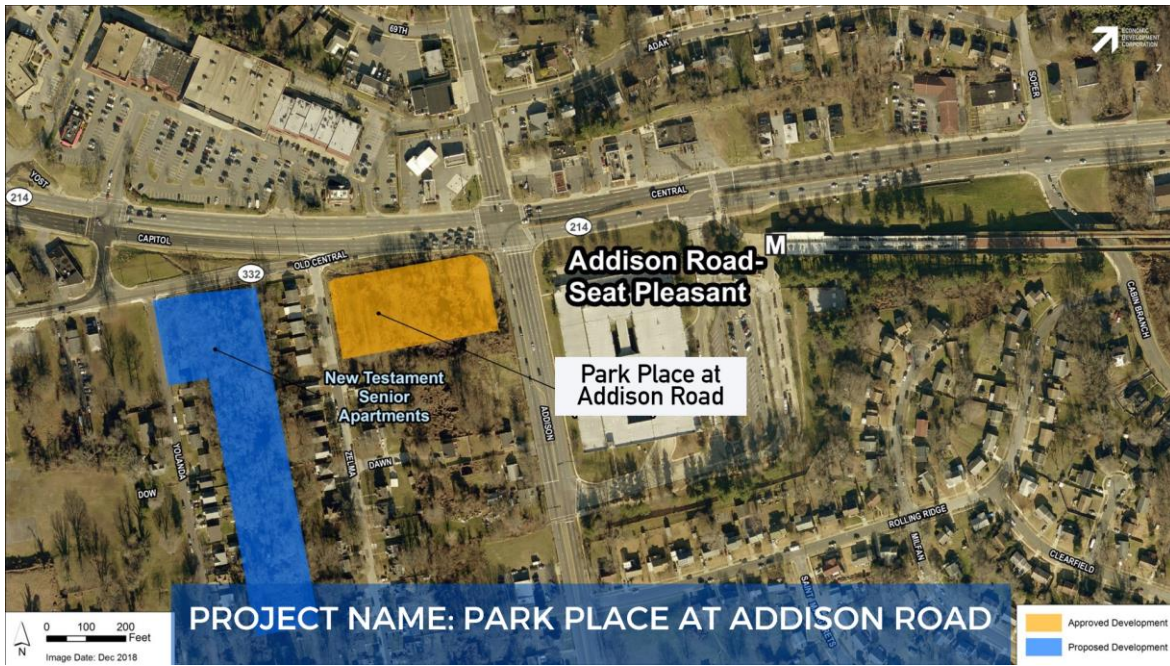 69TH
ADAK
SOPER
ECONOMIC
DEVELOPMENT
CORPORATION
YOST
214
CAPITOL
CENTRAL
214
M
OLD CENTRAL
332
Addison Road-
Seat Pleasant
CABIN BRANCH
Park Place at
Addison Road
New Testament
Senior
Apartments
ADDISON
YOLANDA
ZELMA
DAWN
DOW
ROLLING RIDGE
MILFAN
CLEARFIELD
PROJECT NAME: PARK PLACE AT ADDISON ROAD
0 100 200
Feet
N
Image Date: Dec 2018
Approved Development
Proposed Development